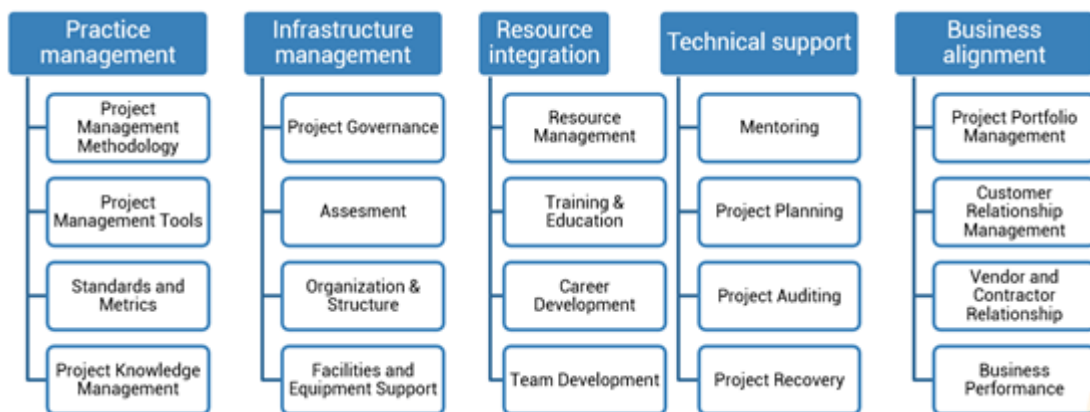 Practice
management
Project
Management
Methodology
Project
Management Tools
Standards and
Metrics
Project Knowledge
Management
Infrastructure
management
Project Governance
Assesment
Organization &
Structure
Facilities and
Equipment Support
Resource
integration
Resource
Management
Training &
Education
Career
Development
Team Development
Technical support
Mentoring
Project Planning
Project Auditing
Project Recovery
Business
alignment
Project Portfolio
Management
Customer
Relationship
Management
Vendor and
Contractor
Relationship
Business
Performance